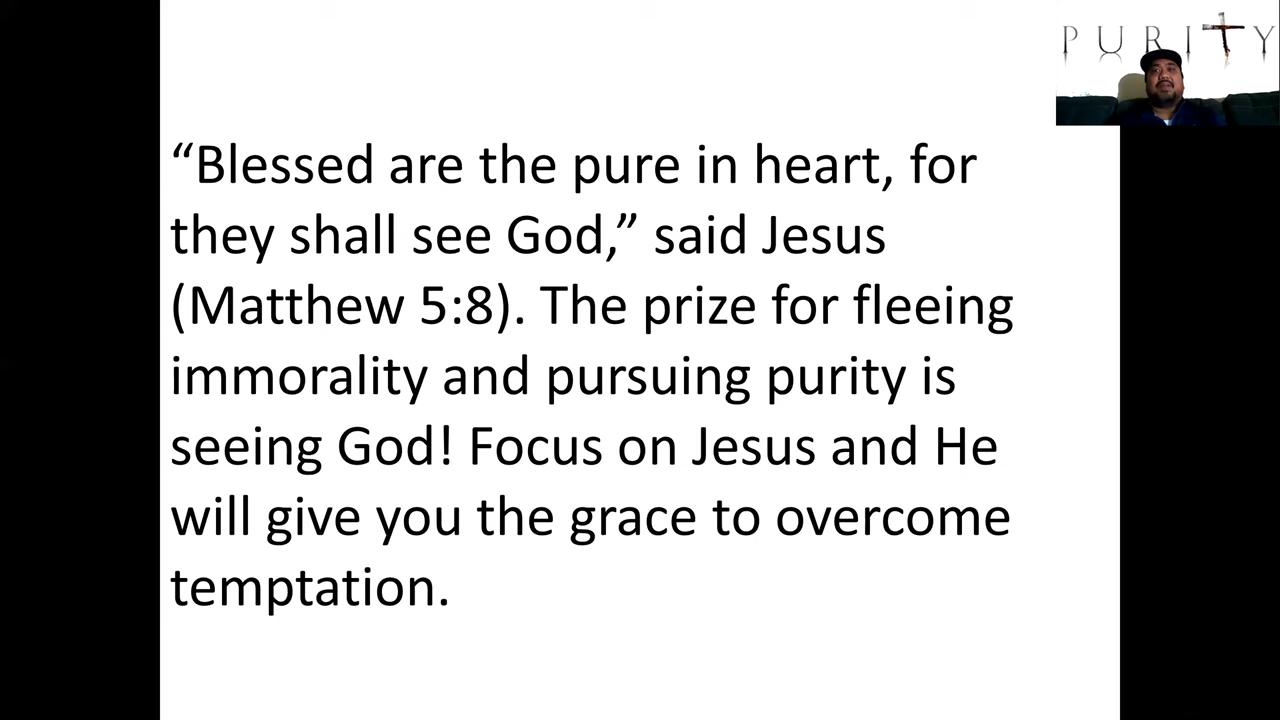 PURITY
“Blessed are the pure in heart, for
they shall see God,” said Jesus
(Matthew 5:8). The prize for fleeing
immorality and pursuing purity is
seeing God! Focus on Jesus and He
will give you the grace to overcome
temptation.